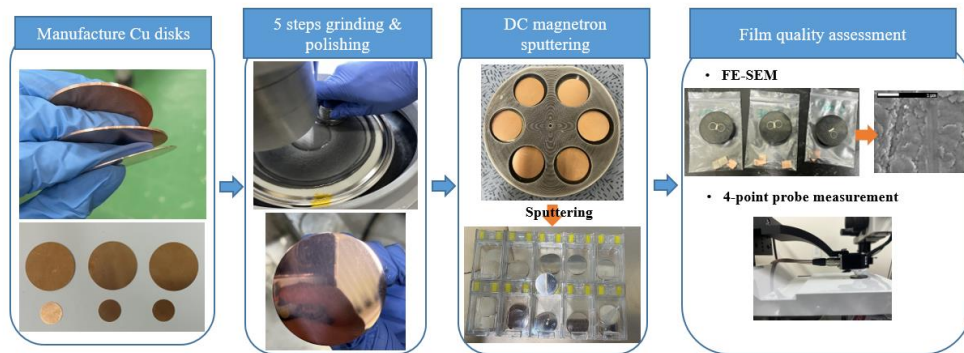 Manufacture Cu disks
5 steps grinding &
polishing
DC magnetron
sputtering
Sputtering
Film quality assessment
• FE-SEM
• 4-point probe measurement